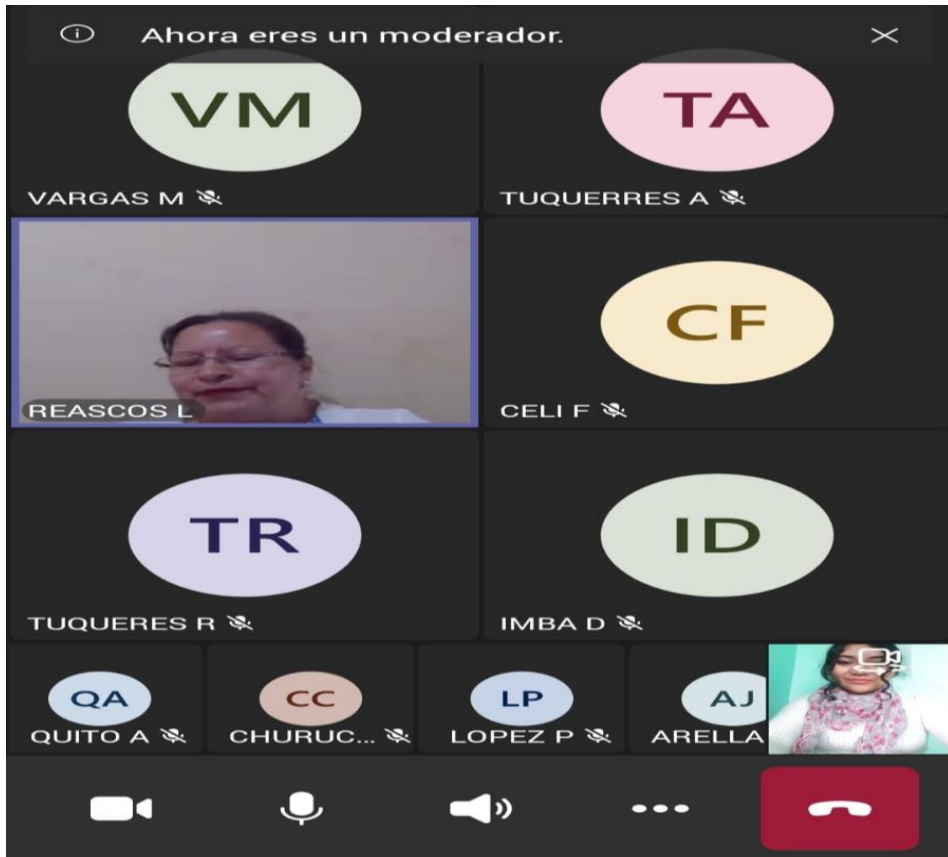 Ahora eres un moderador.
VM
TA
VARGAS M
TUQUERRES A
CF
REASCOS L
CELI F
TR
ID
TUQUERES R
IMBA D
QA
CC
LP
AJ
QUITO A
CHURUC...
LOPEZ P
ARELLA